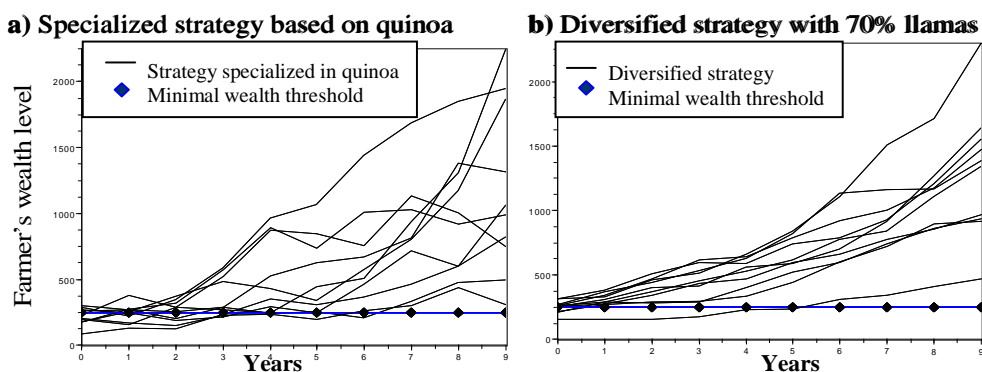 a) Specialized strategy based on quinoa
Strategy specialized in quinoa
Minimal wealth threshold
Farmer's wealth level
2000
1500
1000
500
0
0 1 2 3 4 5 6 7 8 9
Years
b) Diversified strategy with 70% llamas
Diversified strategy
Minimal wealth threshold
2000
1500
1000
500
0
0 1 2 3 4 5 6 7 8 9
Years